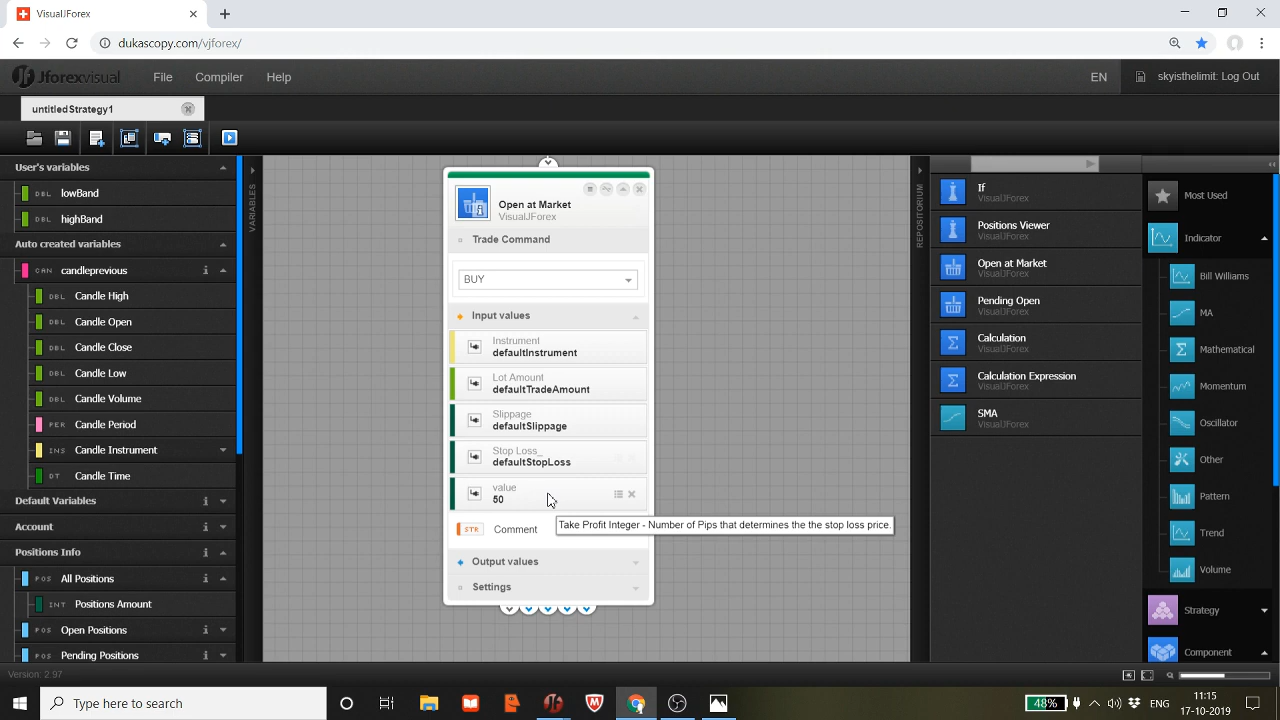 VisualJForex
dukascopy.com/vjforex/
Jforexvisual
File
Compiler
Help
EN
skyisthelimit: Log Out
untitledStrategy1
User's variables
DBL lowBand
DBL highBand
Auto created variables
CAN candleprevious
DBL Candle High
DBL Candle Open
DBL Candle Close
DBL Candle Low
DBL Candle Volume
PER Candle Period
INS Candle Instrument
DT Candle Time
Default Variables
Account
Positions Info
POS All Positions
INT Positions Amount
POS Open Positions
POS Pending Positions
Version: 2.97
VARIABLES
Open at Market
VisualJForex
Trade Command
BUY
Input values
Instrument
defaultInstrument
Lot Amount
defaultTradeAmount
Slippage
defaultSlippage
Stop Loss_
defaultStopLoss
value
50
STR Comment
Take Profit Integer - Number of Pips that determines the the stop loss price.
Output values
Settings
REPOSITORIUM
If
VisualJForex
Positions Viewer
VisualJForex
Open at Market
VisualJForex
Pending Open
VisualJForex
Calculation
VisualJForex
Calculation Expression
VisualJForex
SMA
VisualJForex
Most Used
Indicator
Bill Williams
MA
Mathematical
Momentum
Oscillator
Other
Pattern
Trend
Volume
Strategy
Component
Type here to search
48%
ENG
11:15
17-10-2019